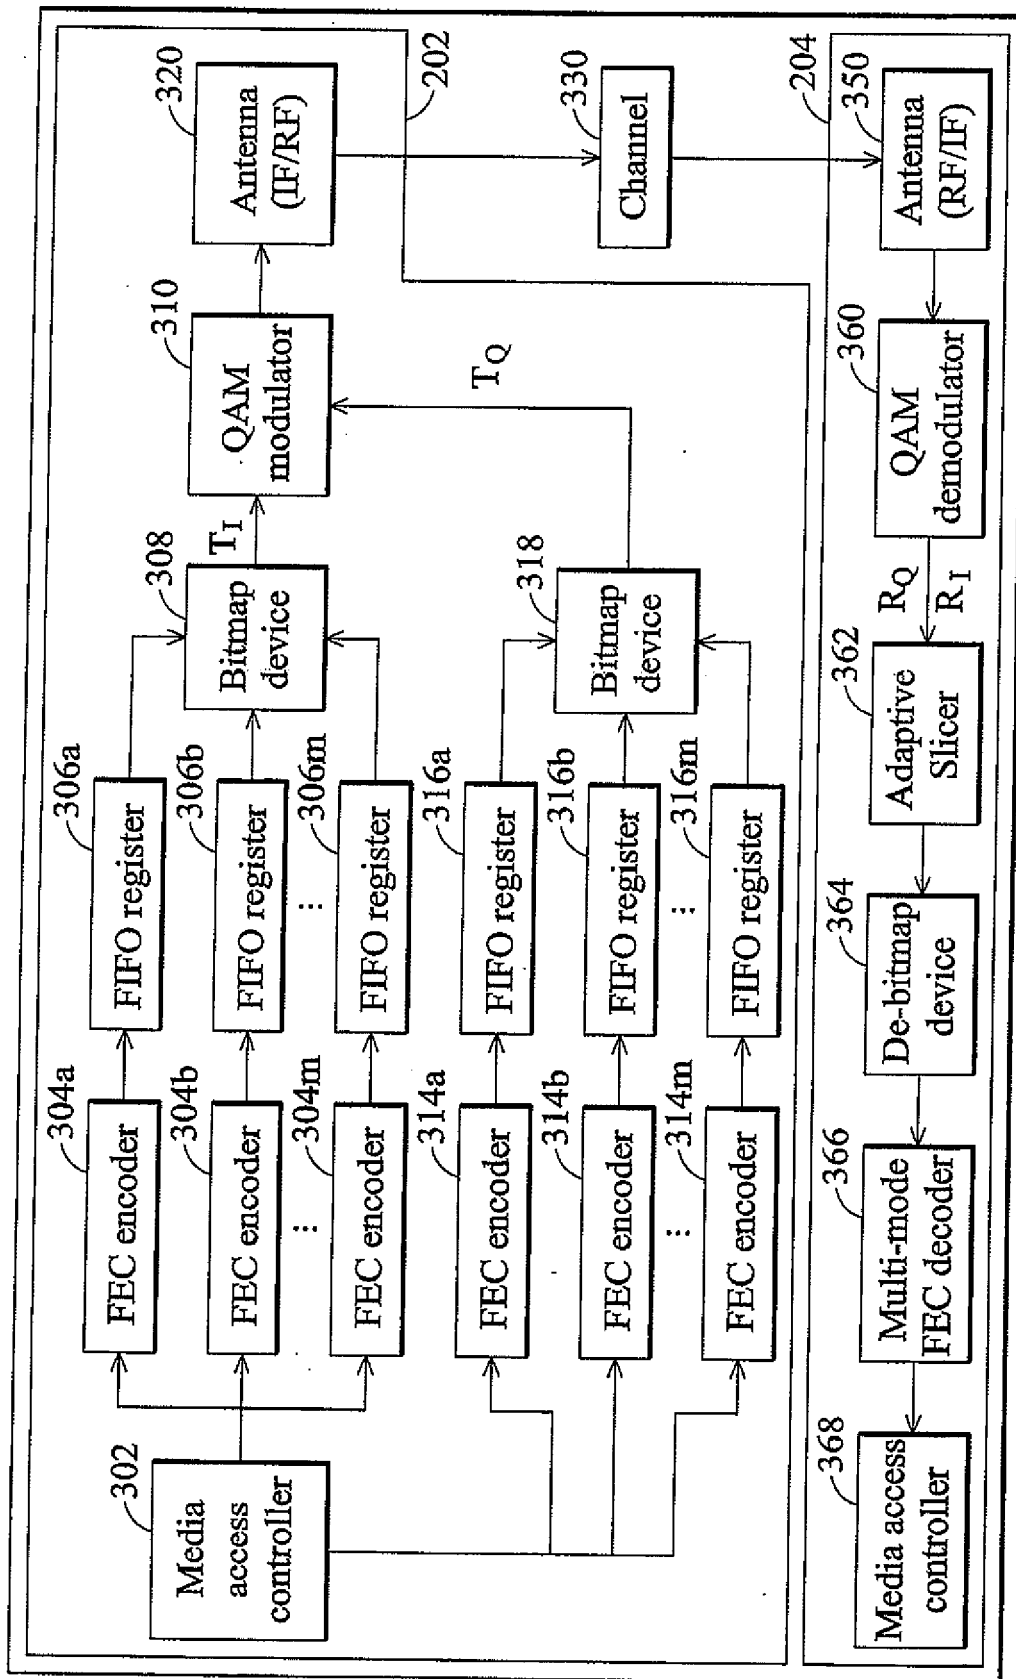 302
Media
access
controller
304a
FEC encoder
304b
FEC encoder
304m
FEC encoder
314a
FEC encoder
314b
FEC encoder
314m
FEC encoder
306a
FIFO register
306b
FIFO register
306m
FIFO register
316a
FIFO register
316b
FIFO register
316m
FIFO register
308
Bitmap
device
318
Bitmap
device
TI
TQ
310
QAM
modulator
320
Antenna
(IF/RF)
202
330
Channel
204
350
Antenna
(RF/IF)
360
QAM
demodulator
RQ
RI
362
Adaptive
Slicer
364
De-bitmap
device
366
Multi-mode
FEC decoder
368
Media access
controller